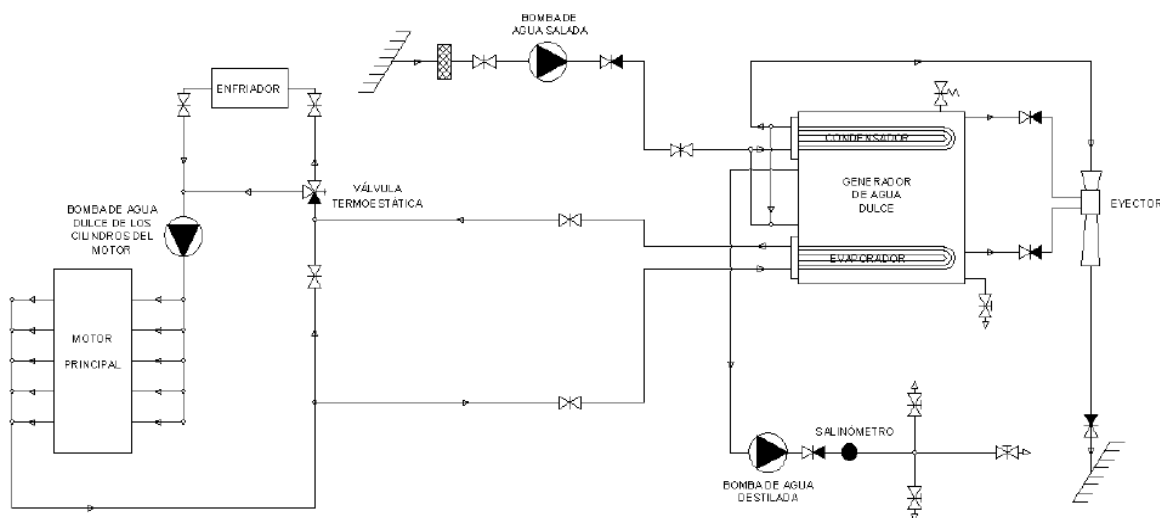 BOMBA DE
AGUA SALADA
ENFRIADOR
CONDENSADOR
VÁLVULA
TERMOESTÁTICA
GENERADOR
DE AGUA
DULCE
EYECTOR
BOMBA DE AGUA
DULCE DE LOS
CILINDROS DEL
MOTOR
EVAPORADOR
MOTOR
PRINCIPAL
SALINÓMETRO
BOMBA DE AGUA
DESTILADA